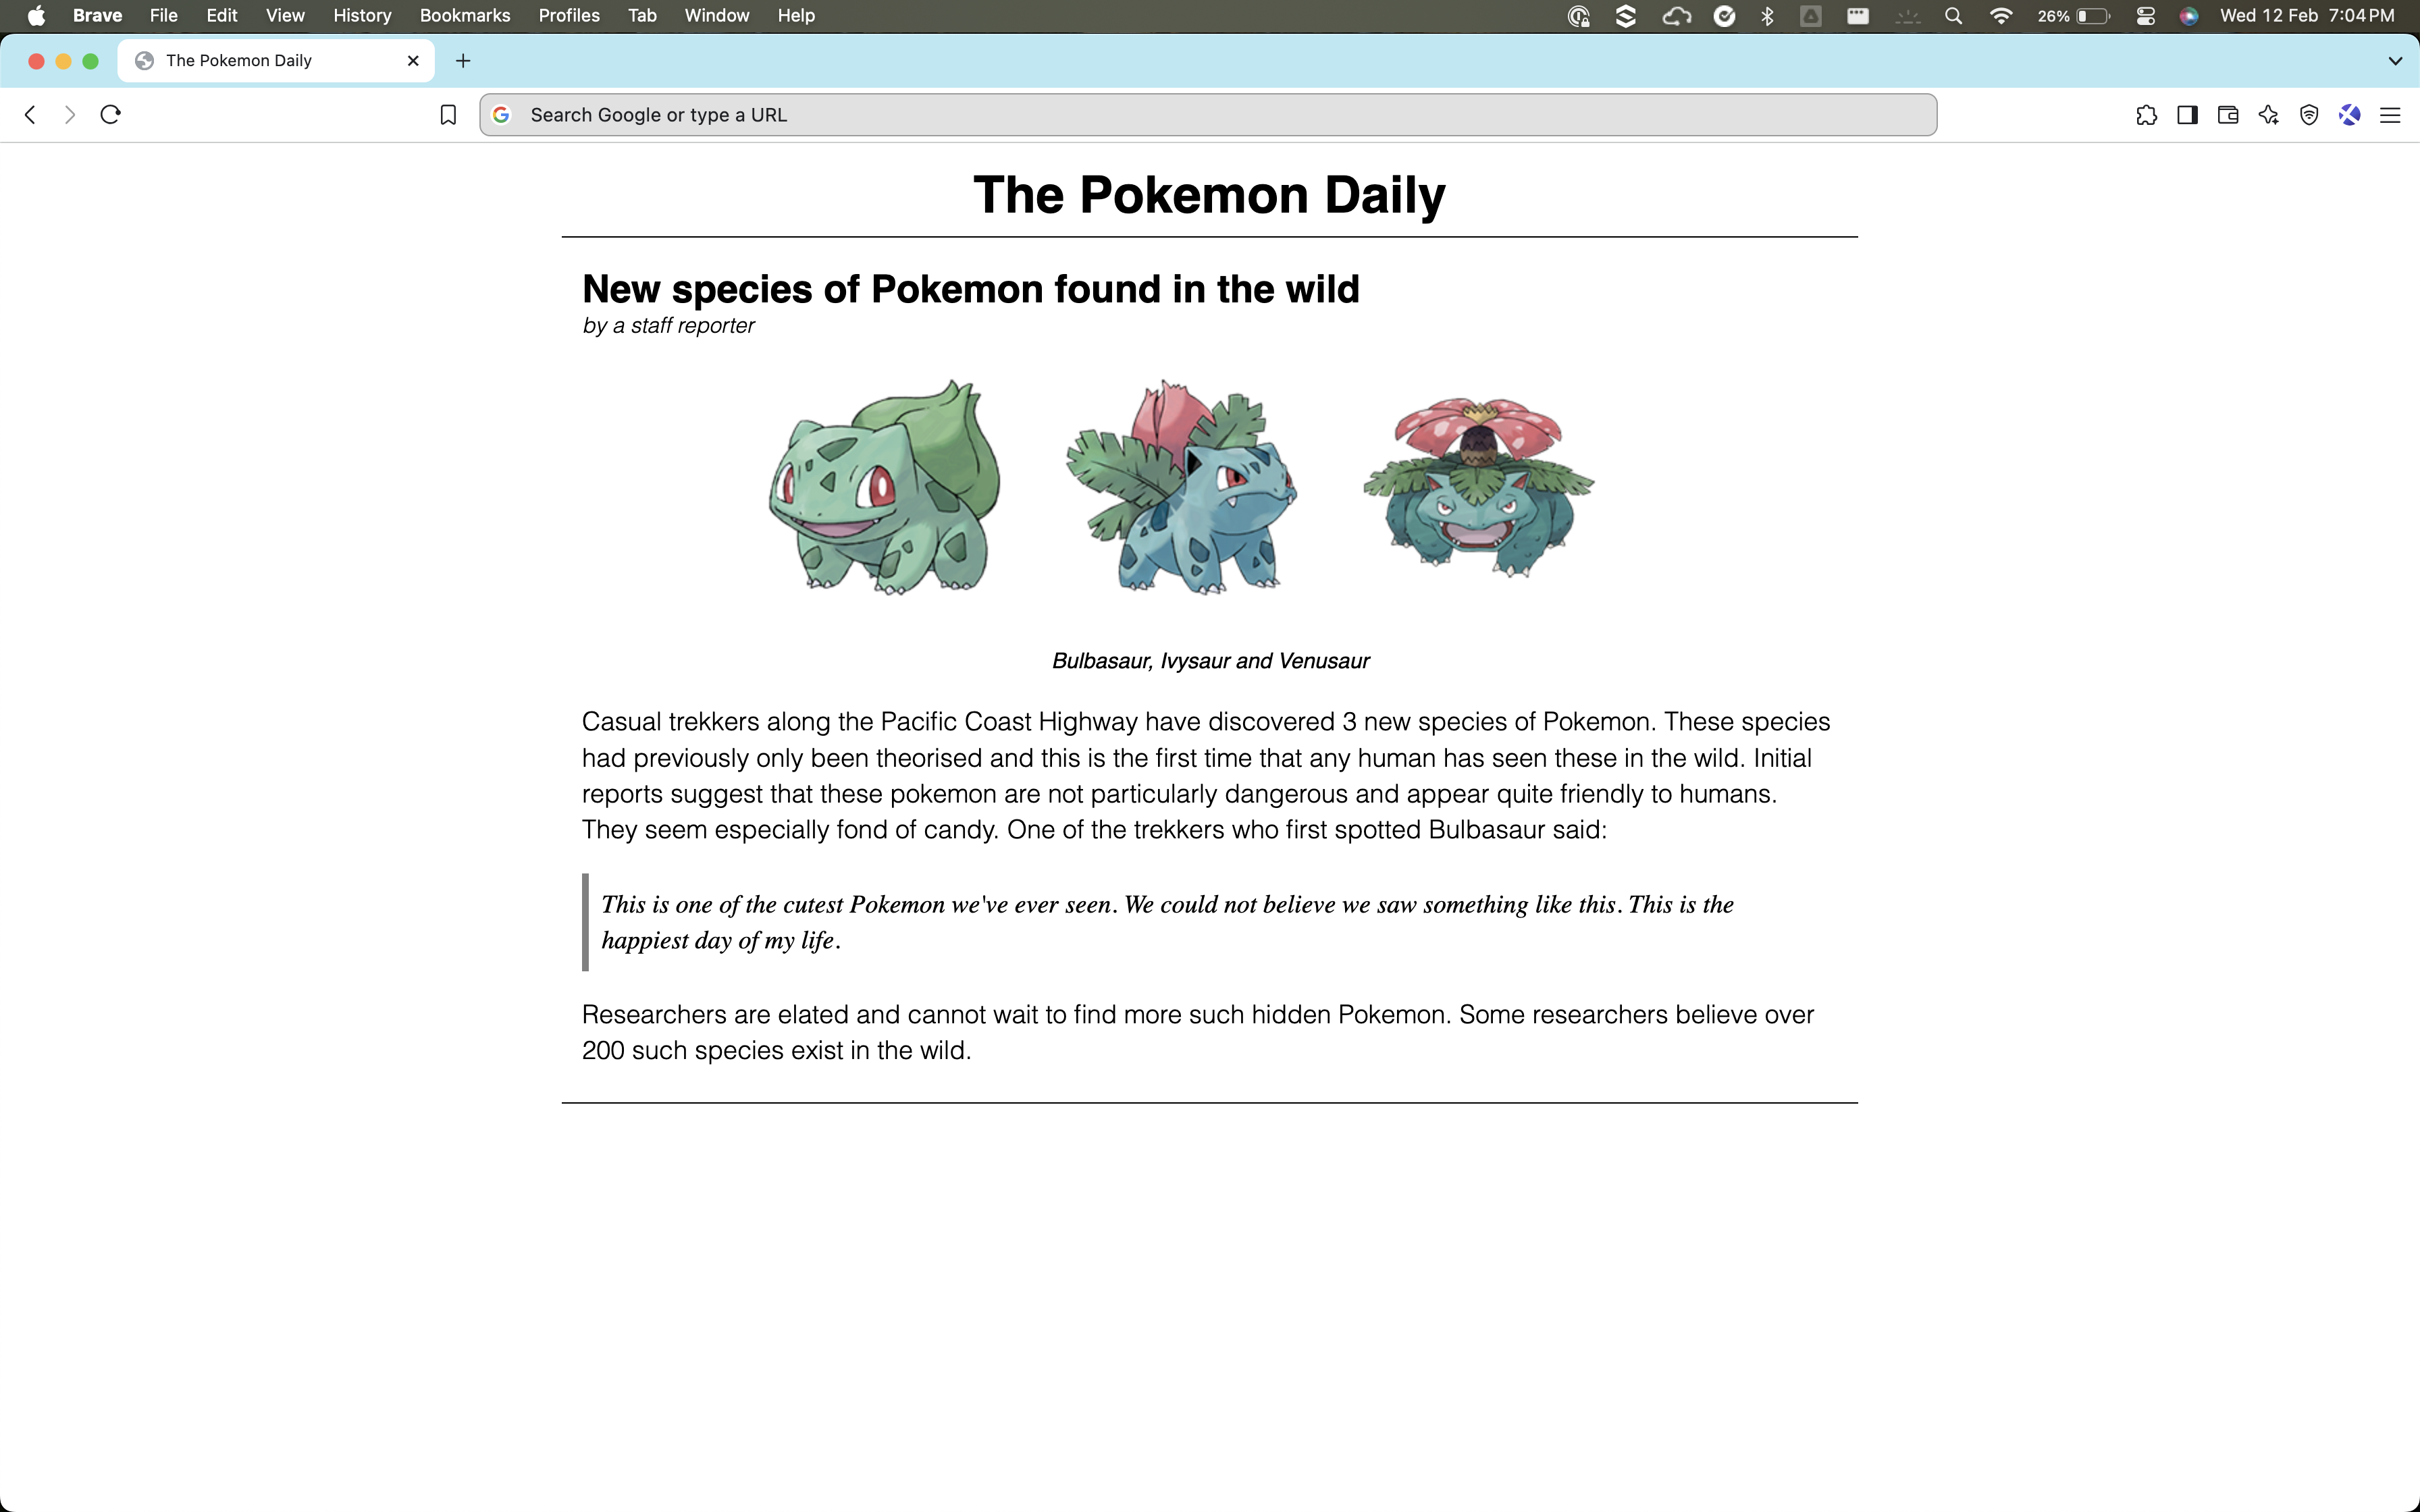 Brave File Edit View History Bookmarks Profiles Tab Window Help 26% Wed 12 Feb 7:04 PM
The Pokemon Daily
Search Google or type a URL
The Pokemon Daily
New species of Pokemon found in the wild
by a staff reporter
Bulbasaur, Ivysaur and Venusaur
Casual trekkers along the Pacific Coast Highway have discovered 3 new species of Pokemon. These species
had previously only been theorised and this is the first time that any human has seen these in the wild. Initial
reports suggest that these pokemon are not particularly dangerous and appear quite friendly to humans.
They seem especially fond of candy. One of the trekkers who first spotted Bulbasaur said:
This is one of the cutest Pokemon we've ever seen. We could not believe we saw something like this. This is the
happiest day of my life.
Researchers are elated and cannot wait to find more such hidden Pokemon. Some researchers believe over
200 such species exist in the wild.